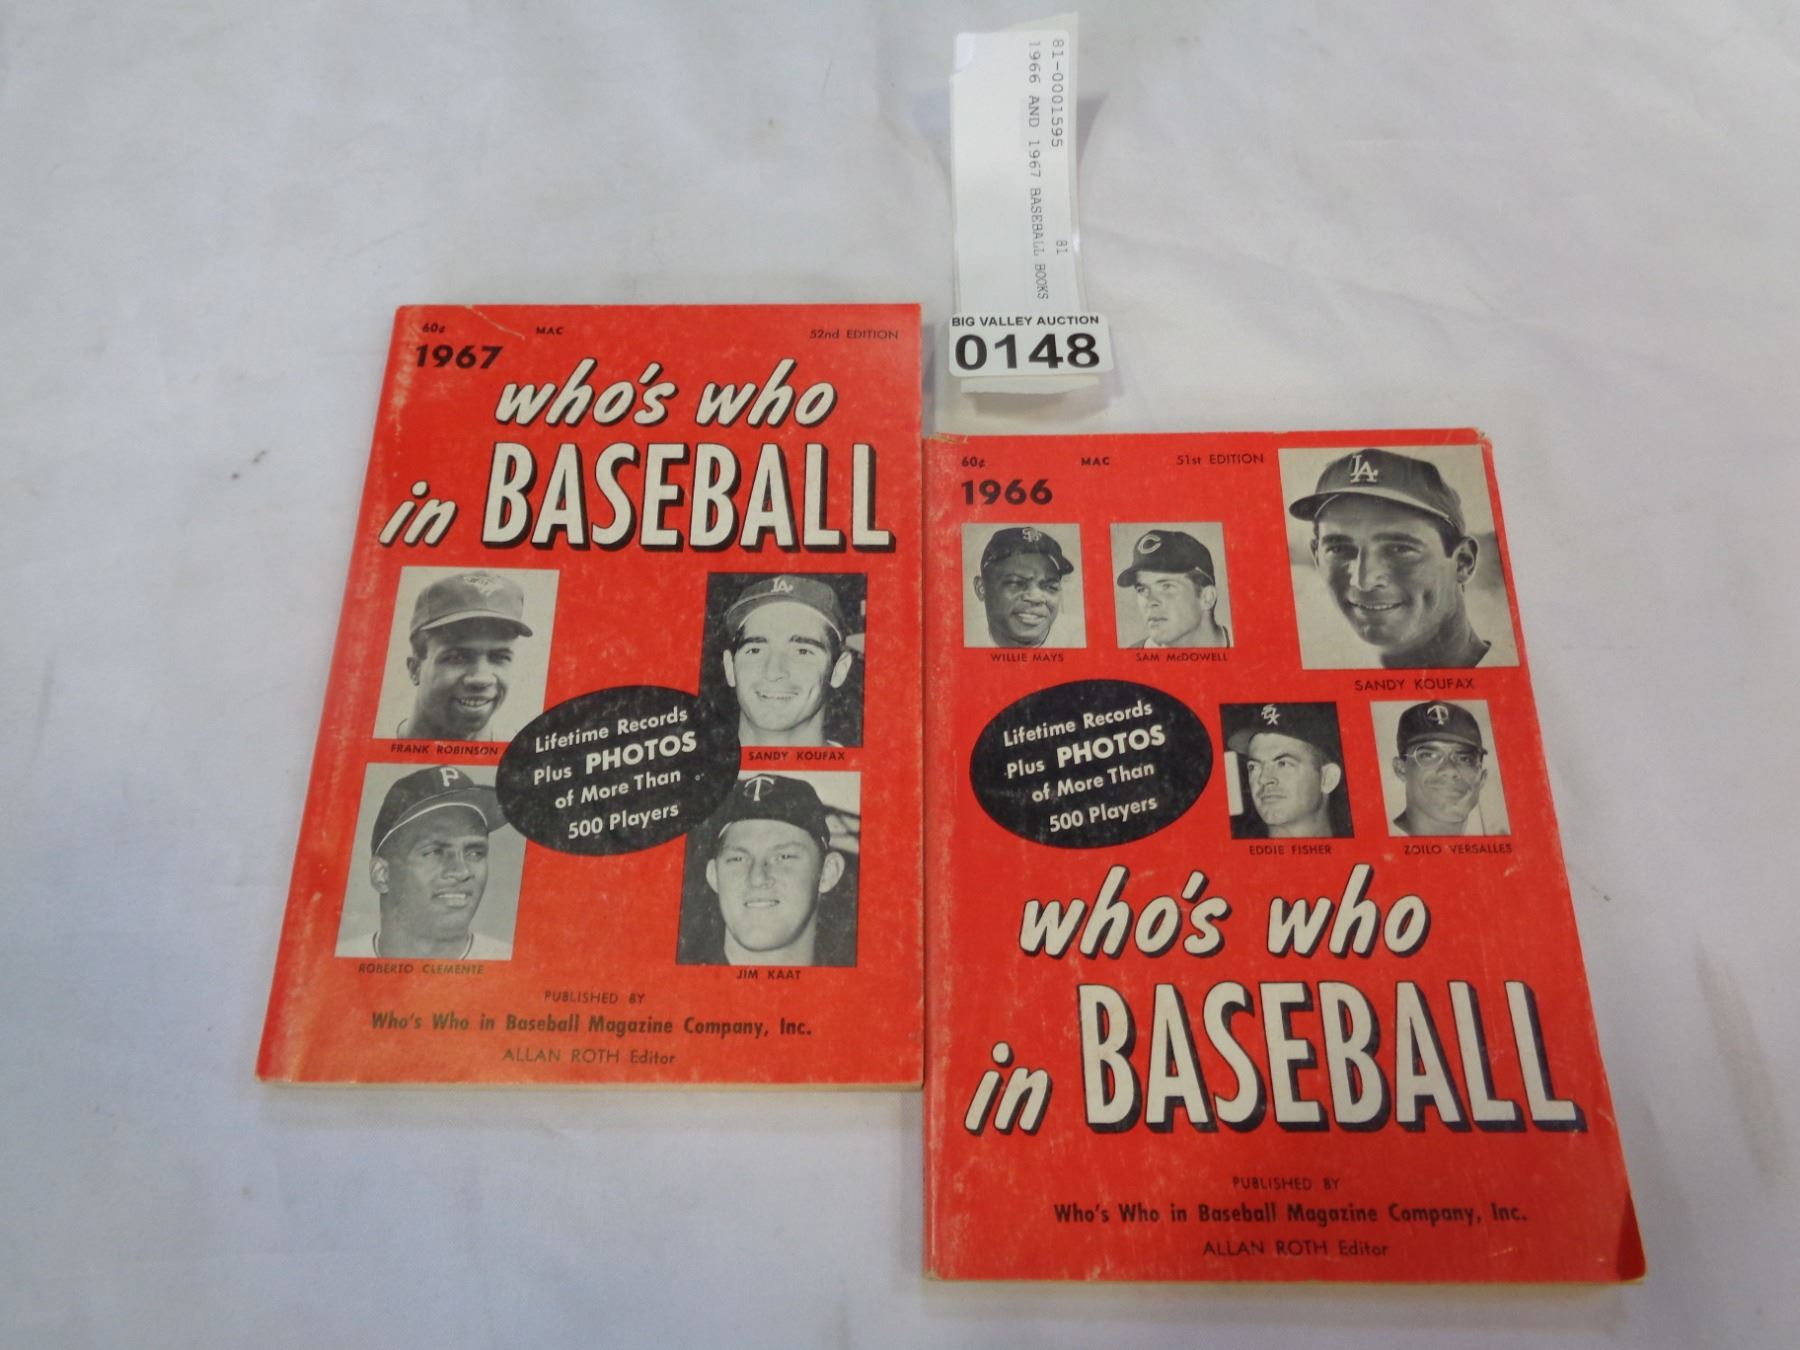 81-0001595 81
1966 AND 1967 BASEBALL BOOKS
BIG VALLEY AUCTION
0148
60¢ MAC 52nd EDITION
1967
who's who
in BASEBALL
FRANK ROBINSON
SANDY KOUFAX
Lifetime Records
Plus PHOTOS
of More Than
500 Players
ROBERTO CLEMENTE
JIM KAAT
PUBLISHED BY
Who's Who in Baseball Magazine Company, Inc.
ALLAN ROTH Editor
LA
P
T
60¢ MAC 51st EDITION
1966
LA
SF
C
WILLIE MAYS
SAM McDOWELL
SANDY KOUFAX
Lifetime Records
Plus PHOTOS
of More Than
500 Players
SOX
T
EDDIE FISHER
ZOILO VERSALLES
who's who
in BASEBALL
PUBLISHED BY
Who's Who in Baseball Magazine Company, Inc.
ALLAN ROTH Editor